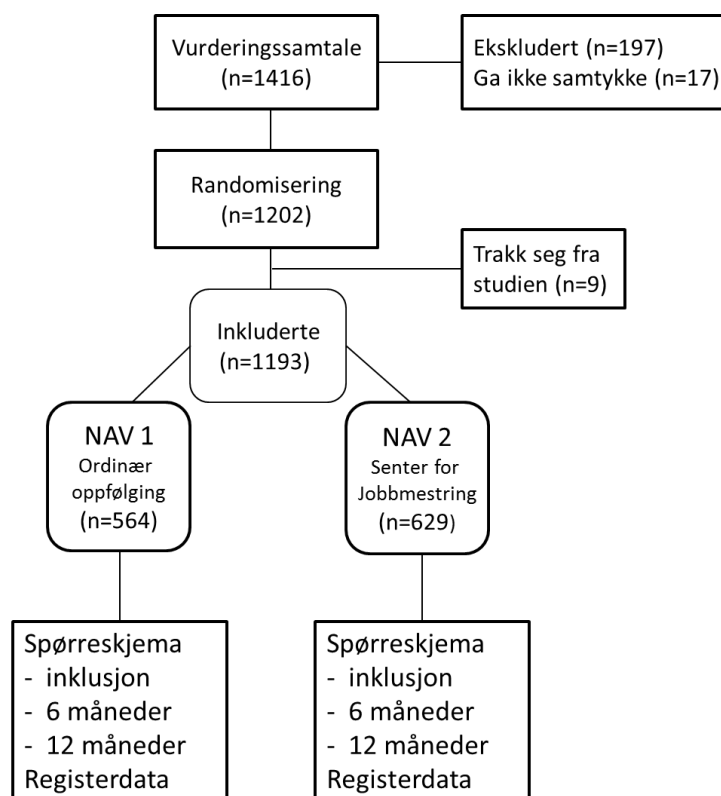 Vurderingssamtale
(n=1416)
Ekskludert (n=197)
Ga ikke samtykke (n=17)
Randomisering
(n=1202)
Trakk seg fra
studien (n=9)
Inkluderte
(n=1193)
NAV 1
Ordinær
oppfølging
(n=564)
NAV 2
Senter for
Jobbmestring
(n=629)
Spørreskjema
- inklusjon
- 6 måneder
- 12 måneder
Registerdata
Spørreskjema
- inklusjon
- 6 måneder
- 12 måneder
Registerdata